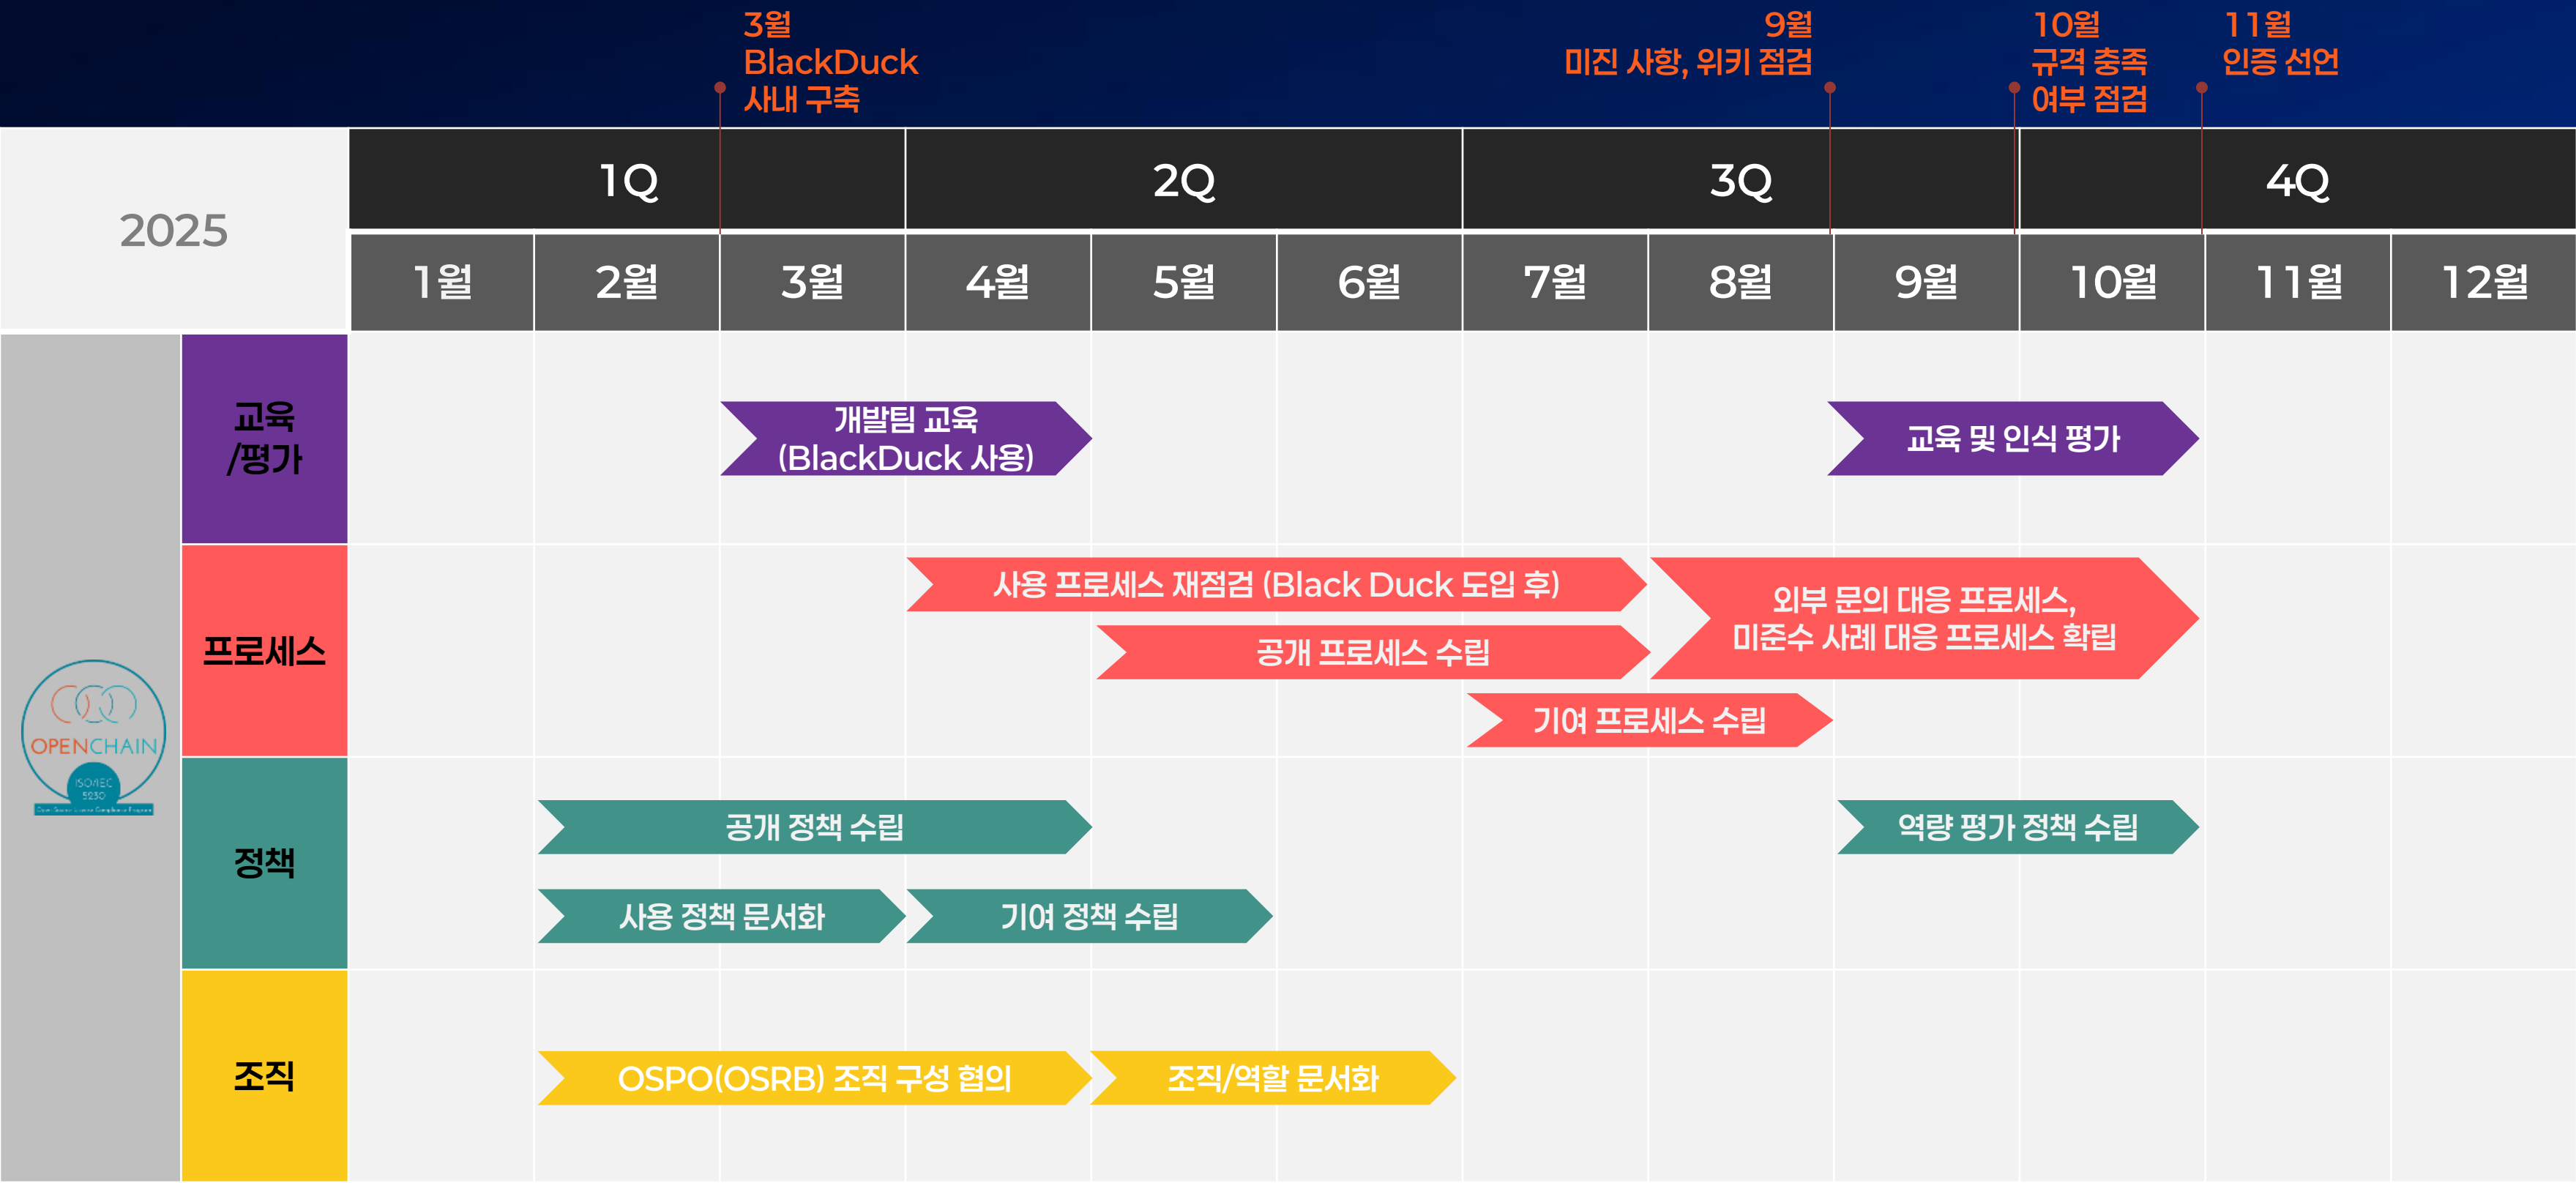 3월
BlackDuck
사내 구축
9월
미진 사항, 위키 점검
10월
규격 충족
여부 점검
11월
인증 선언
2025
1Q
2Q
3Q
4Q
1월
2월
3월
4월
5월
6월
7월
8월
9월
10월
11월
12월
교육
/평가
개발팀 교육
(BlackDuck 사용)
교육 및 인식 평가
프로세스
사용 프로세스 재점검 (Black Duck 도입 후)
공개 프로세스 수립
기여 프로세스 수립
외부 문의 대응 프로세스,
미준수 사례 대응 프로세스 확립
OPENCHAIN
ISO/IEC
5230
Open Source License Compliance Program
정책
공개 정책 수립
역량 평가 정책 수립
사용 정책 문서화
기여 정책 수립
조직
OSPO(OSRB) 조직 구성 협의
조직/역할 문서화